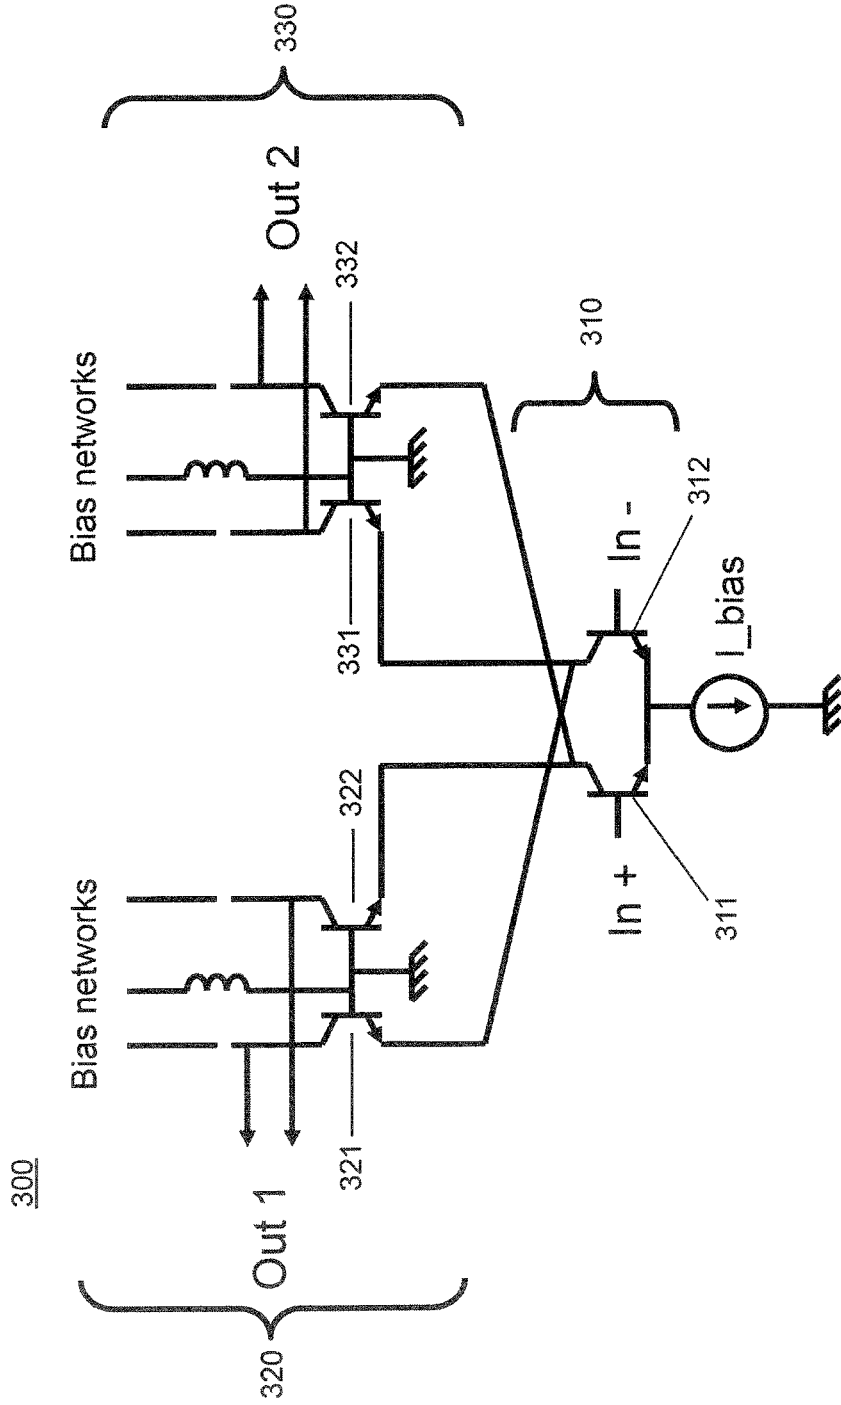 300
Bias networks
Bias networks
Out 1
Out 2
320
330
321
322
331
332
310
In +
In -
311
312
I_bias